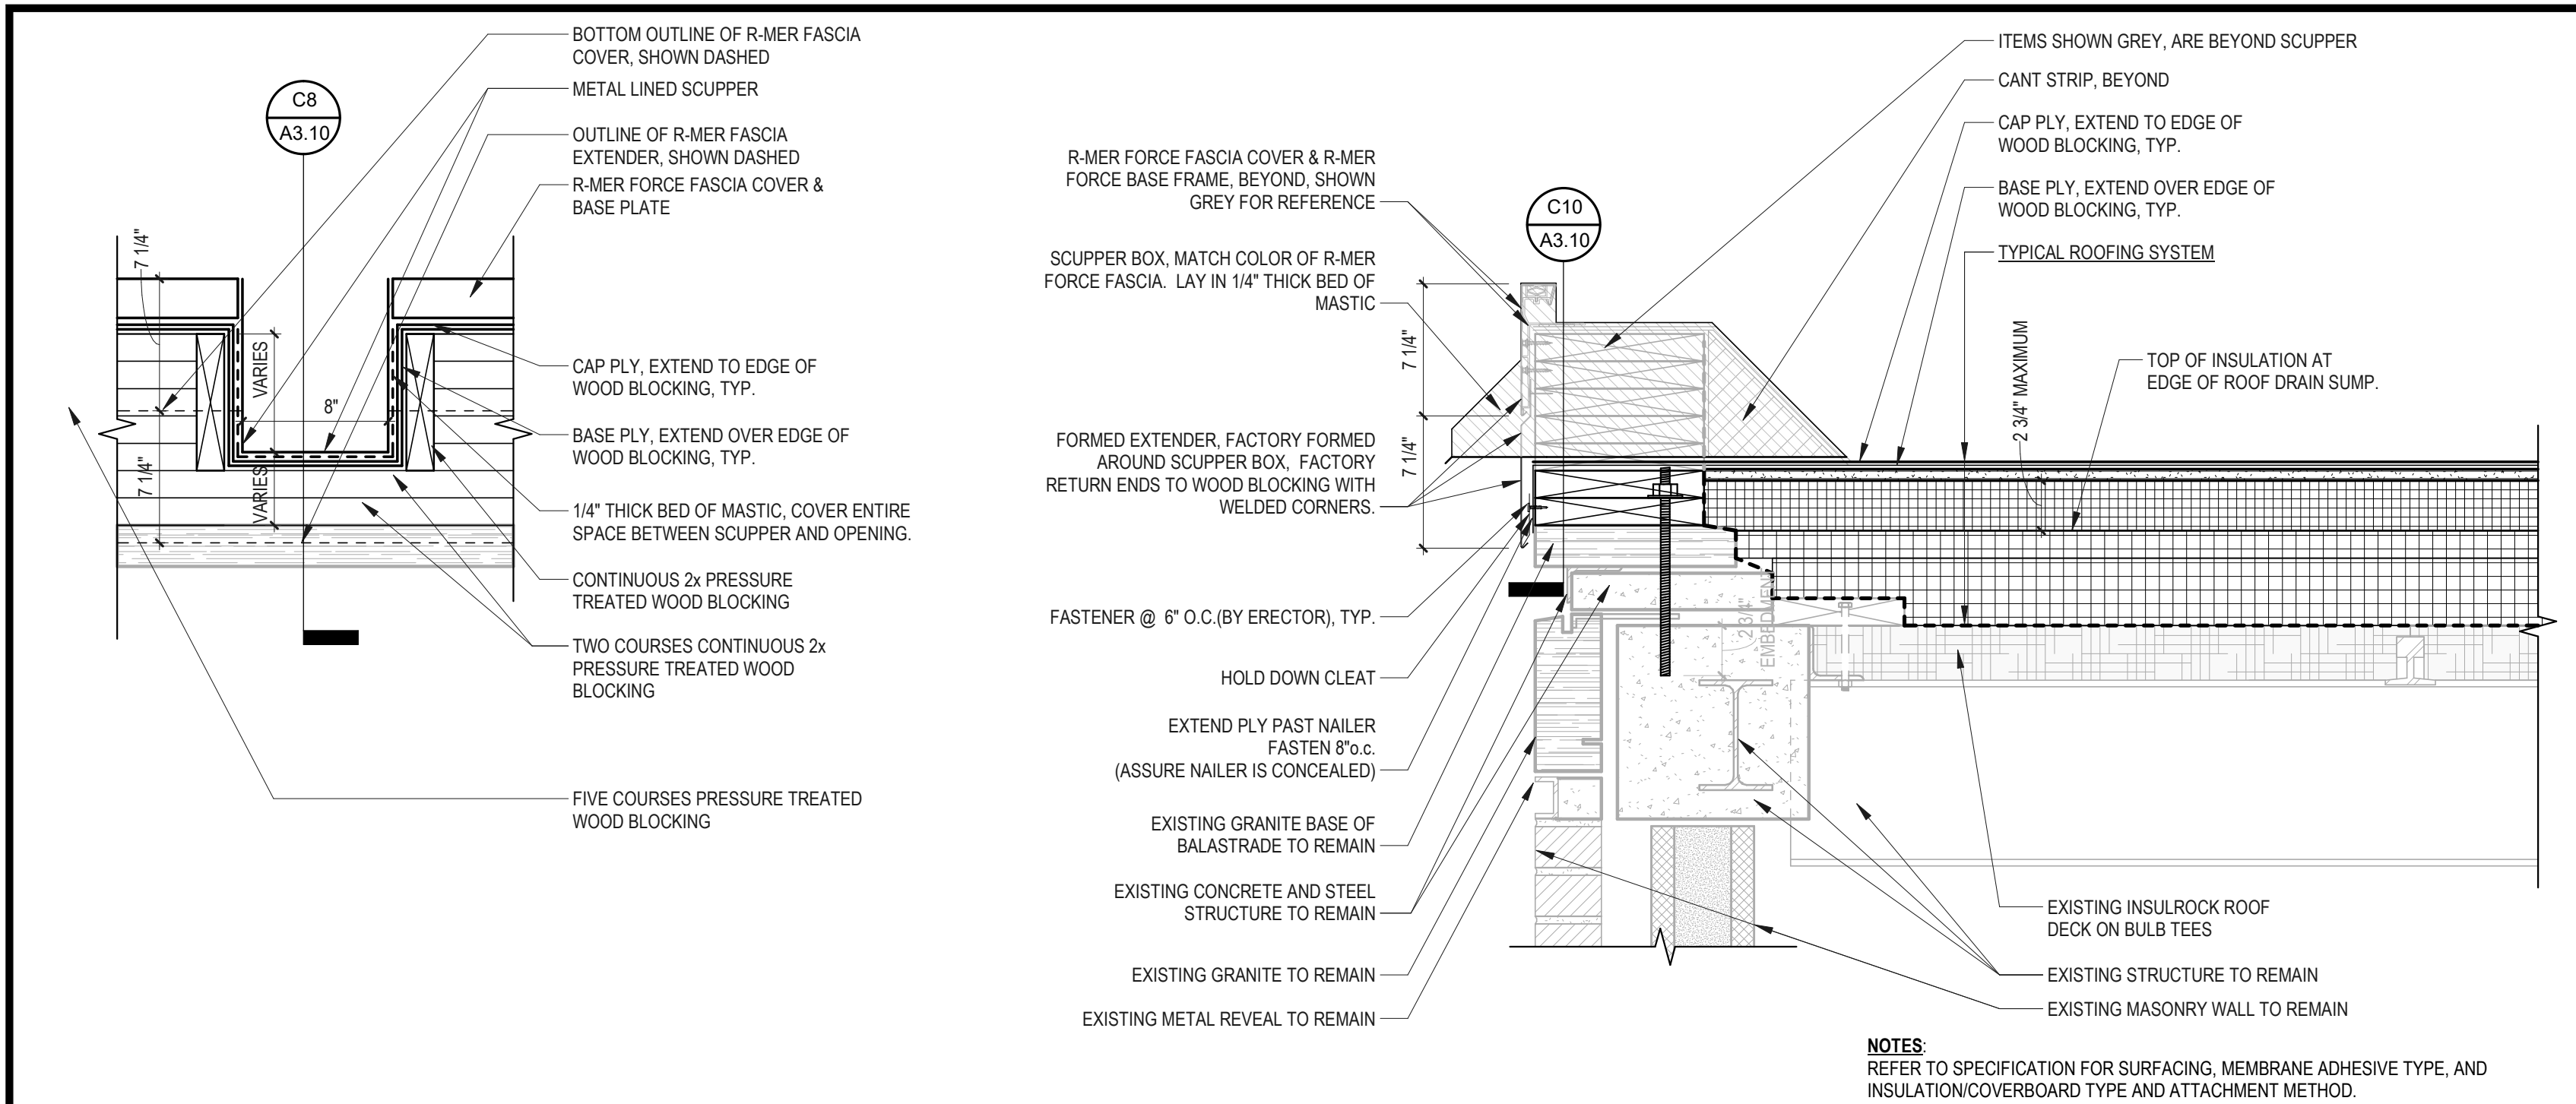 BOTTOM OUTLINE OF R-MER FASCIA
COVER, SHOWN DASHED
METAL LINED SCUPPER
OUTLINE OF R-MER FASCIA
EXTENDER, SHOWN DASHED
R-MER FORCE FASCIA COVER &
BASE PLATE
C8
A3.10
7 1/4"
VARIES
8"
7 1/4"
VARIES
CAP PLY, EXTEND TO EDGE OF
WOOD BLOCKING, TYP.
BASE PLY, EXTEND OVER EDGE OF
WOOD BLOCKING, TYP.
1/4" THICK BED OF MASTIC, COVER ENTIRE
SPACE BETWEEN SCUPPER AND OPENING.
CONTINUOUS 2x PRESSURE
TREATED WOOD BLOCKING
TWO COURSES CONTINUOUS 2x
PRESSURE TREATED WOOD
BLOCKING
FIVE COURSES PRESSURE TREATED
WOOD BLOCKING
R-MER FORCE FASCIA COVER & R-MER
FORCE BASE FRAME, BEYOND, SHOWN
GREY FOR REFERENCE
SCUPPER BOX, MATCH COLOR OF R-MER
FORCE FASCIA. LAY IN 1/4" THICK BED OF
MASTIC
FORMED EXTENDER, FACTORY FORMED
AROUND SCUPPER BOX, FACTORY
RETURN ENDS TO WOOD BLOCKING WITH
WELDED CORNERS.
FASTENER @ 6" O.C.(BY ERECTOR), TYP.
HOLD DOWN CLEAT
EXTEND PLY PAST NAILER
FASTEN 8"o.c.
(ASSURE NAILER IS CONCEALED)
EXISTING GRANITE BASE OF
BALASTRADE TO REMAIN
EXISTING CONCRETE AND STEEL
STRUCTURE TO REMAIN
EXISTING GRANITE TO REMAIN
EXISTING METAL REVEAL TO REMAIN
C10
A3.10
7 1/4"
7 1/4"
2 3/4"
EMBEDMENT
2 3/4" MAXIMUM
ITEMS SHOWN GREY, ARE BEYOND SCUPPER
CANT STRIP, BEYOND
CAP PLY, EXTEND TO EDGE OF
WOOD BLOCKING, TYP.
BASE PLY, EXTEND OVER EDGE OF
WOOD BLOCKING, TYP.
TYPICAL ROOFING SYSTEM
TOP OF INSULATION AT
EDGE OF ROOF DRAIN SUMP.
EXISTING INSULROCK ROOF
DECK ON BULB TEES
EXISTING STRUCTURE TO REMAIN
EXISTING MASONRY WALL TO REMAIN
NOTES:
REFER TO SPECIFICATION FOR SURFACING, MEMBRANE ADHESIVE TYPE, AND
INSULATION/COVERBOARD TYPE AND ATTACHMENT METHOD.